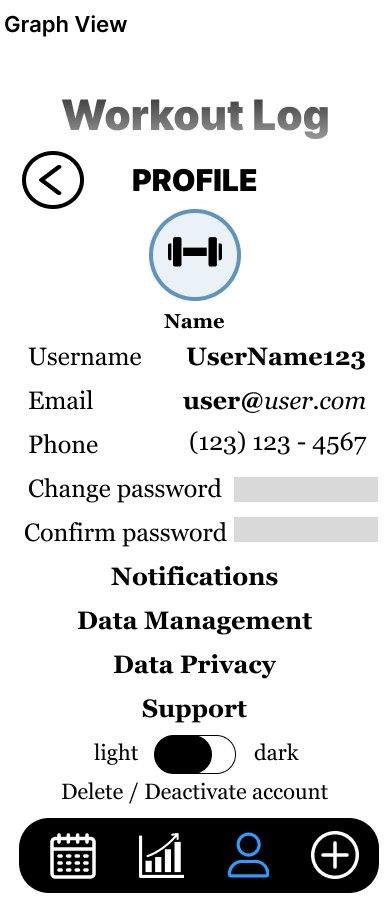 Graph View
Workout Log
PROFILE
Name
Username UserName123
Email user@user.com
Phone (123) 123 - 4567
Change password
Confirm password
Notifications
Data Management
Data Privacy
Support
light dark
Delete / Deactivate account